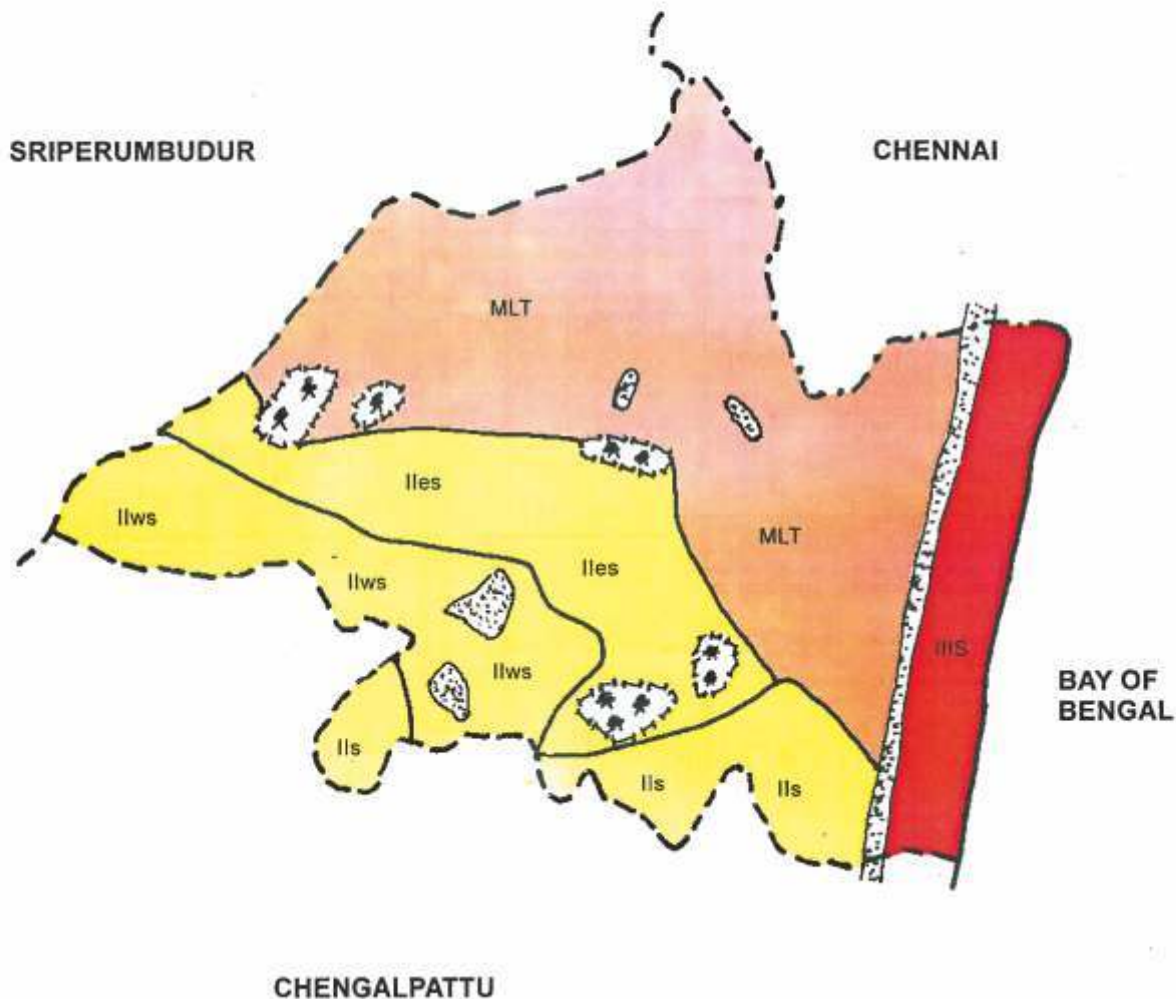 SRIPERUMBUDUR
CHENNAI
MLT
IIes
IIws
MLT
IIes
IIws
IIIS
IIws
BAY OF
BENGAL
IIs
IIs
IIs
CHENGALPATTU